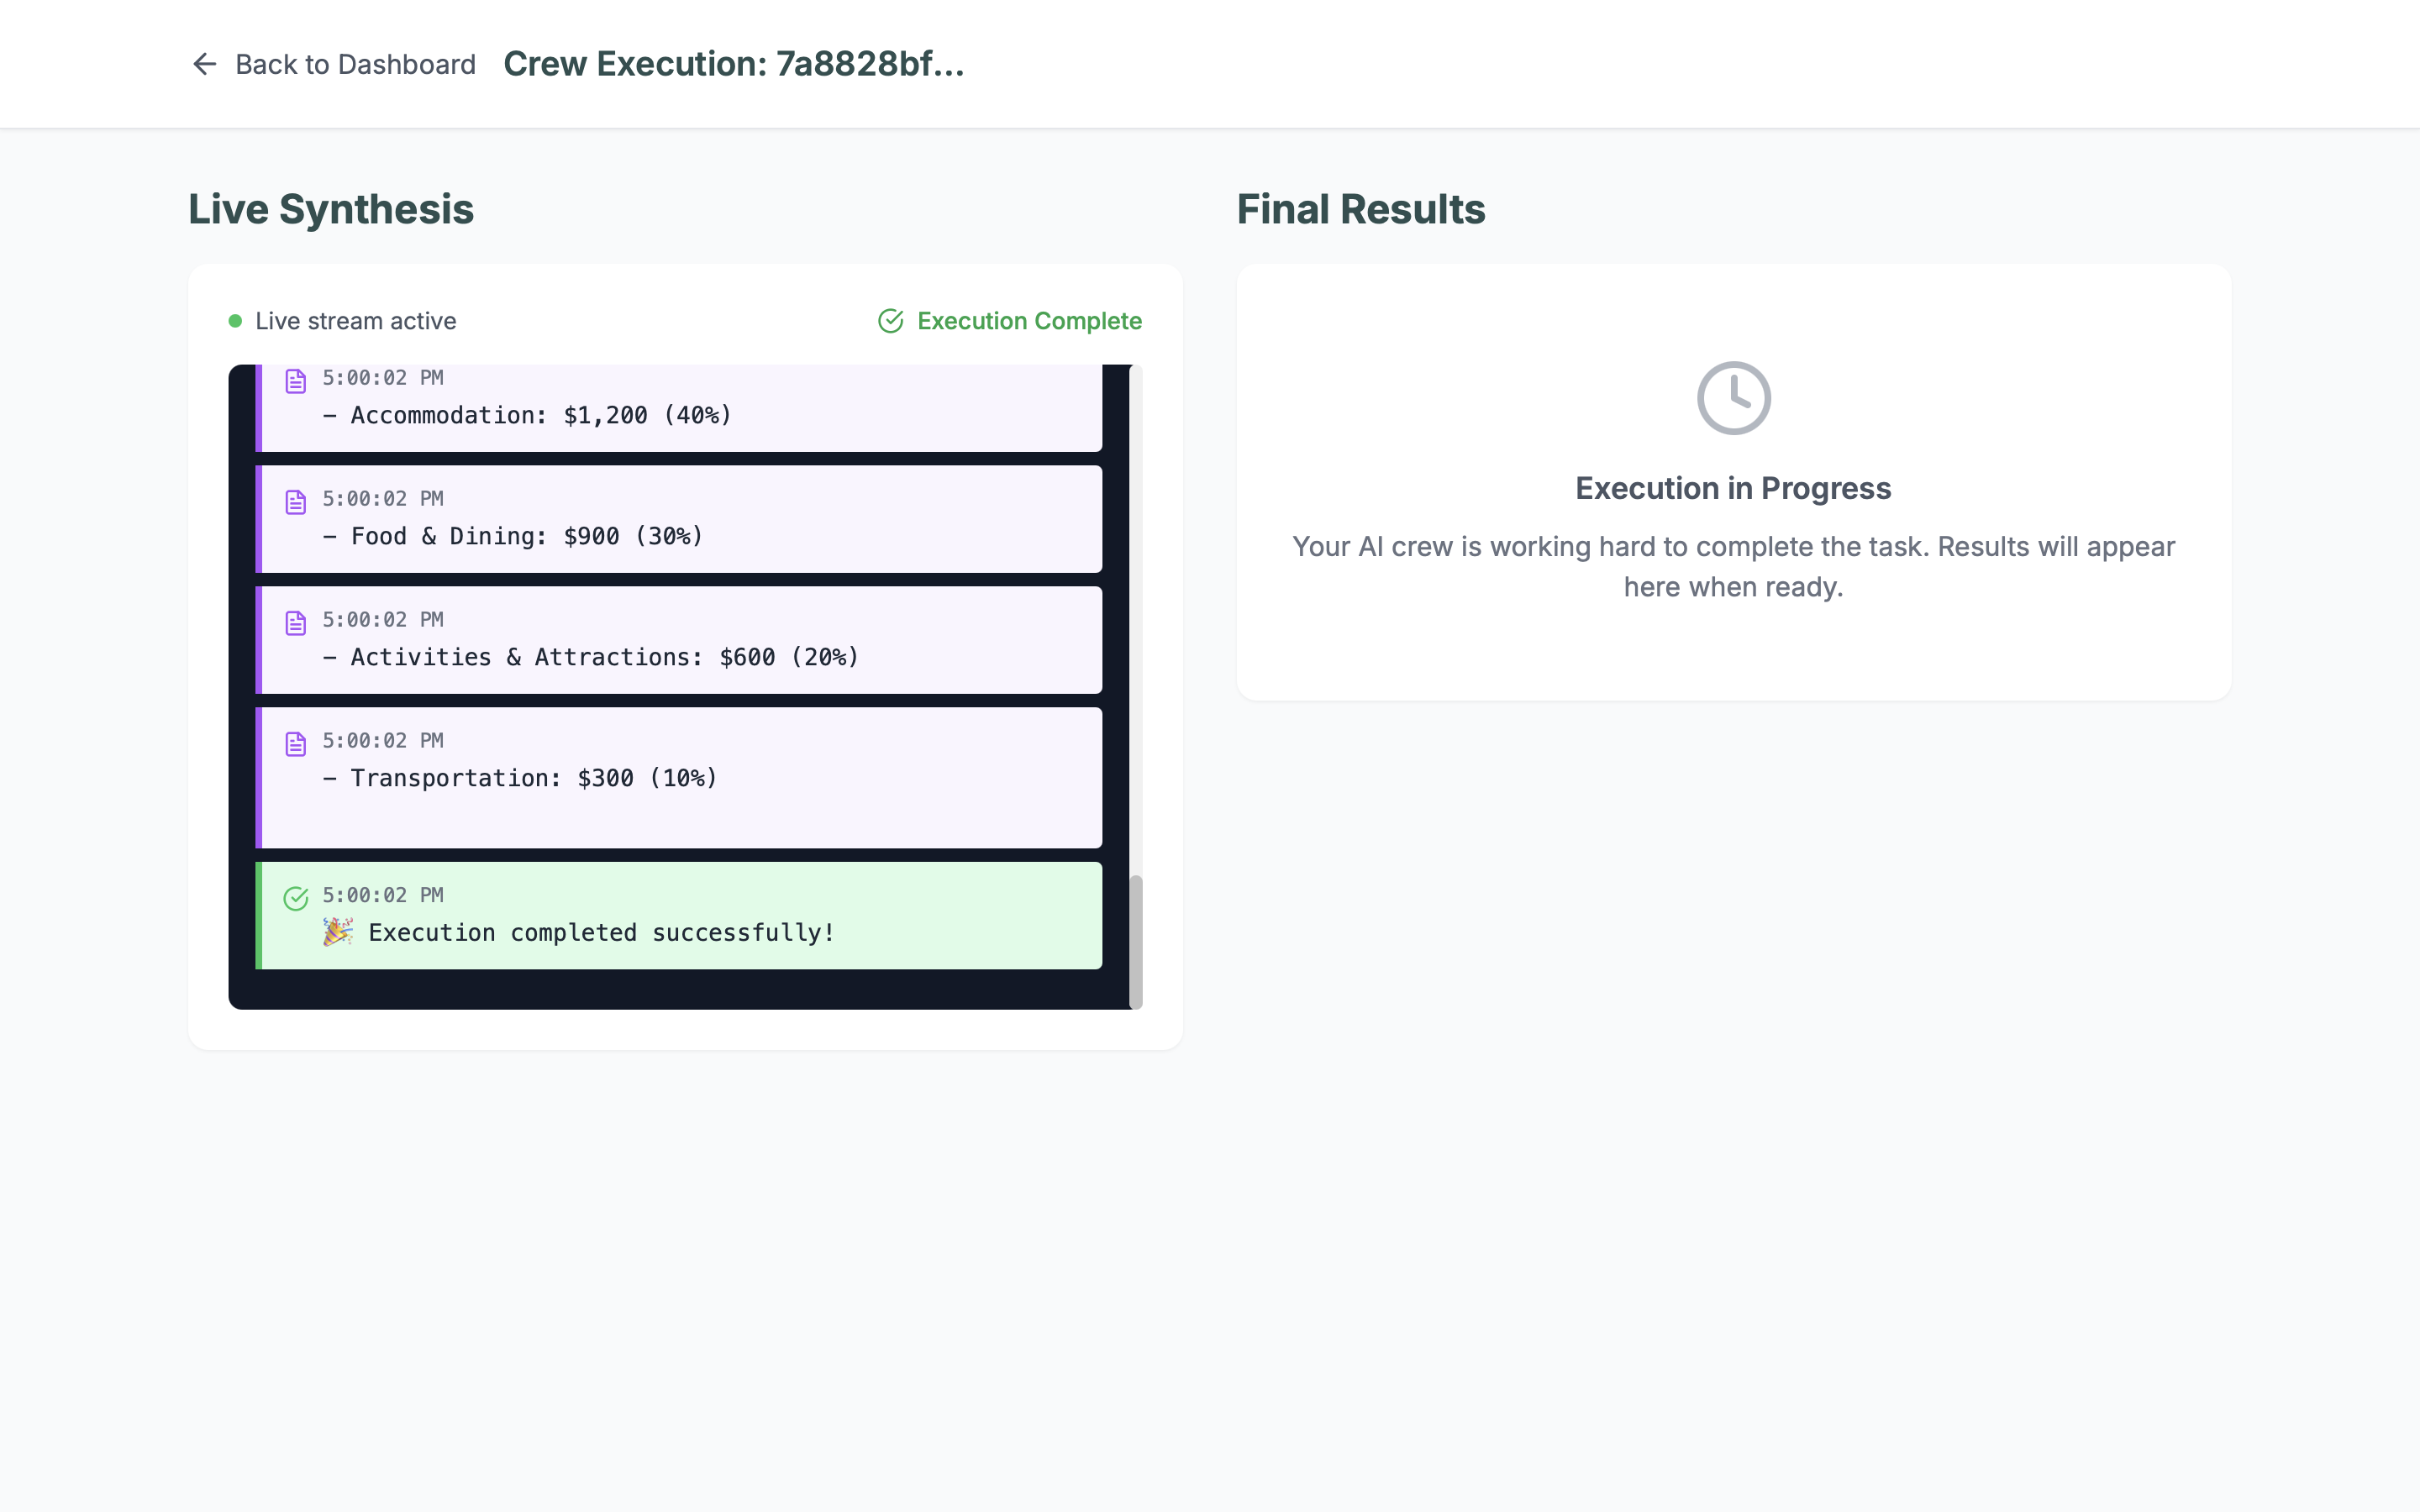 Back to Dashboard Crew Execution: 7a8828bf...
Live Synthesis
Live stream active Execution Complete
5:00:02 PM
– Accommodation: $1,200 (40%)
5:00:02 PM
– Food & Dining: $900 (30%)
5:00:02 PM
– Activities & Attractions: $600 (20%)
5:00:02 PM
– Transportation: $300 (10%)
5:00:02 PM
🎉 Execution completed successfully!
Final Results
Execution in Progress
Your AI crew is working hard to complete the task. Results will appear
here when ready.